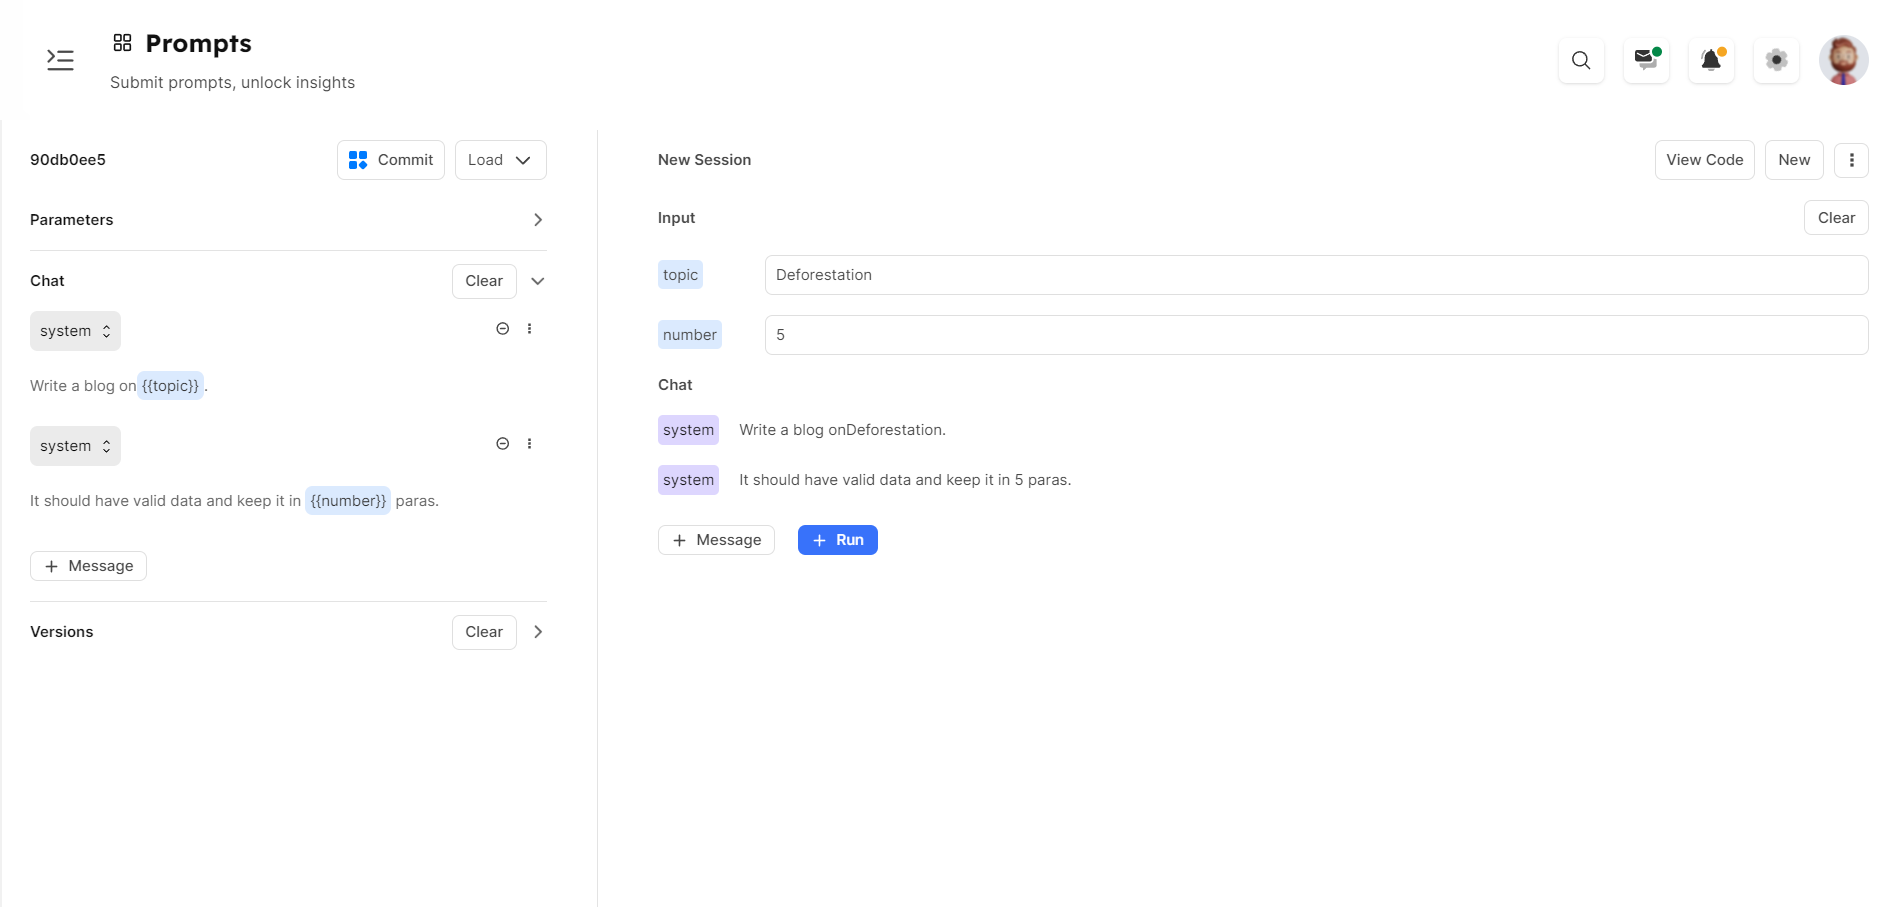 Prompts
Submit prompts, unlock insights
90db0ee5
Commit
Load
Parameters
Chat
Clear
system
Write a blog on {{topic}} .
system
It should have valid data and keep it in {{number}} paras.
Message
Versions
Clear
New Session
View Code
New
Input
Clear
topic
Deforestation
number
5
Chat
system
Write a blog onDeforestation.
system
It should have valid data and keep it in 5 paras.
Message
Run